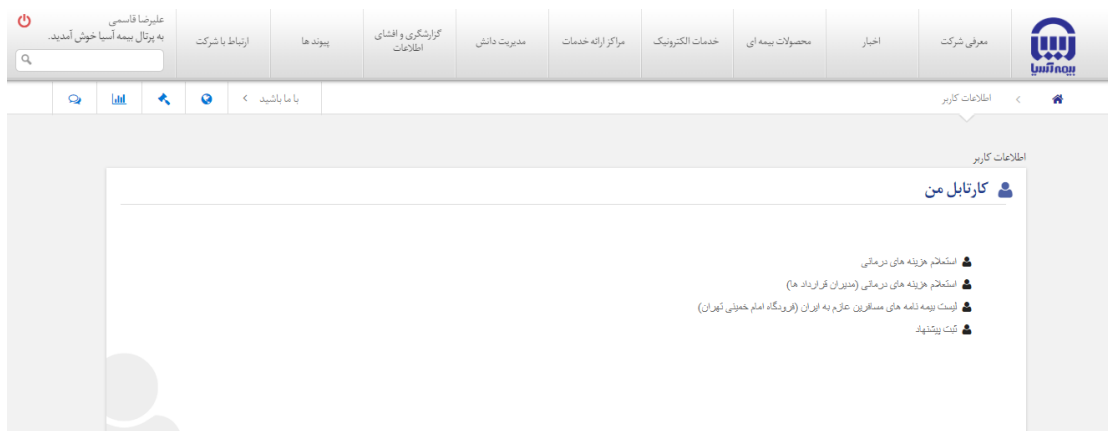 علیرضا قاسمی
به پرتال بیمه آسیا خوش آمدید.
بیمه آسیا
معرفی شرکت
اخبار
محصولات بیمه ای
خدمات الکترونیک
مراکز ارائه خدمات
مدیریت دانش
گزارشگری و افشای
اطلاعات
پیوند ها
ارتباط با شرکت
اطلاعات کاربر
با ما باشید
اطلاعات کاربر
کارتابل من
استعلام هزینه های درمانی
استعلام هزینه های درمانی (مدیران قرارداد ها)
لیست بیمه نامه های مسافرین عازم به ایران (فرودگاه امام خمینی تهران)
ثبت پیشنهاد